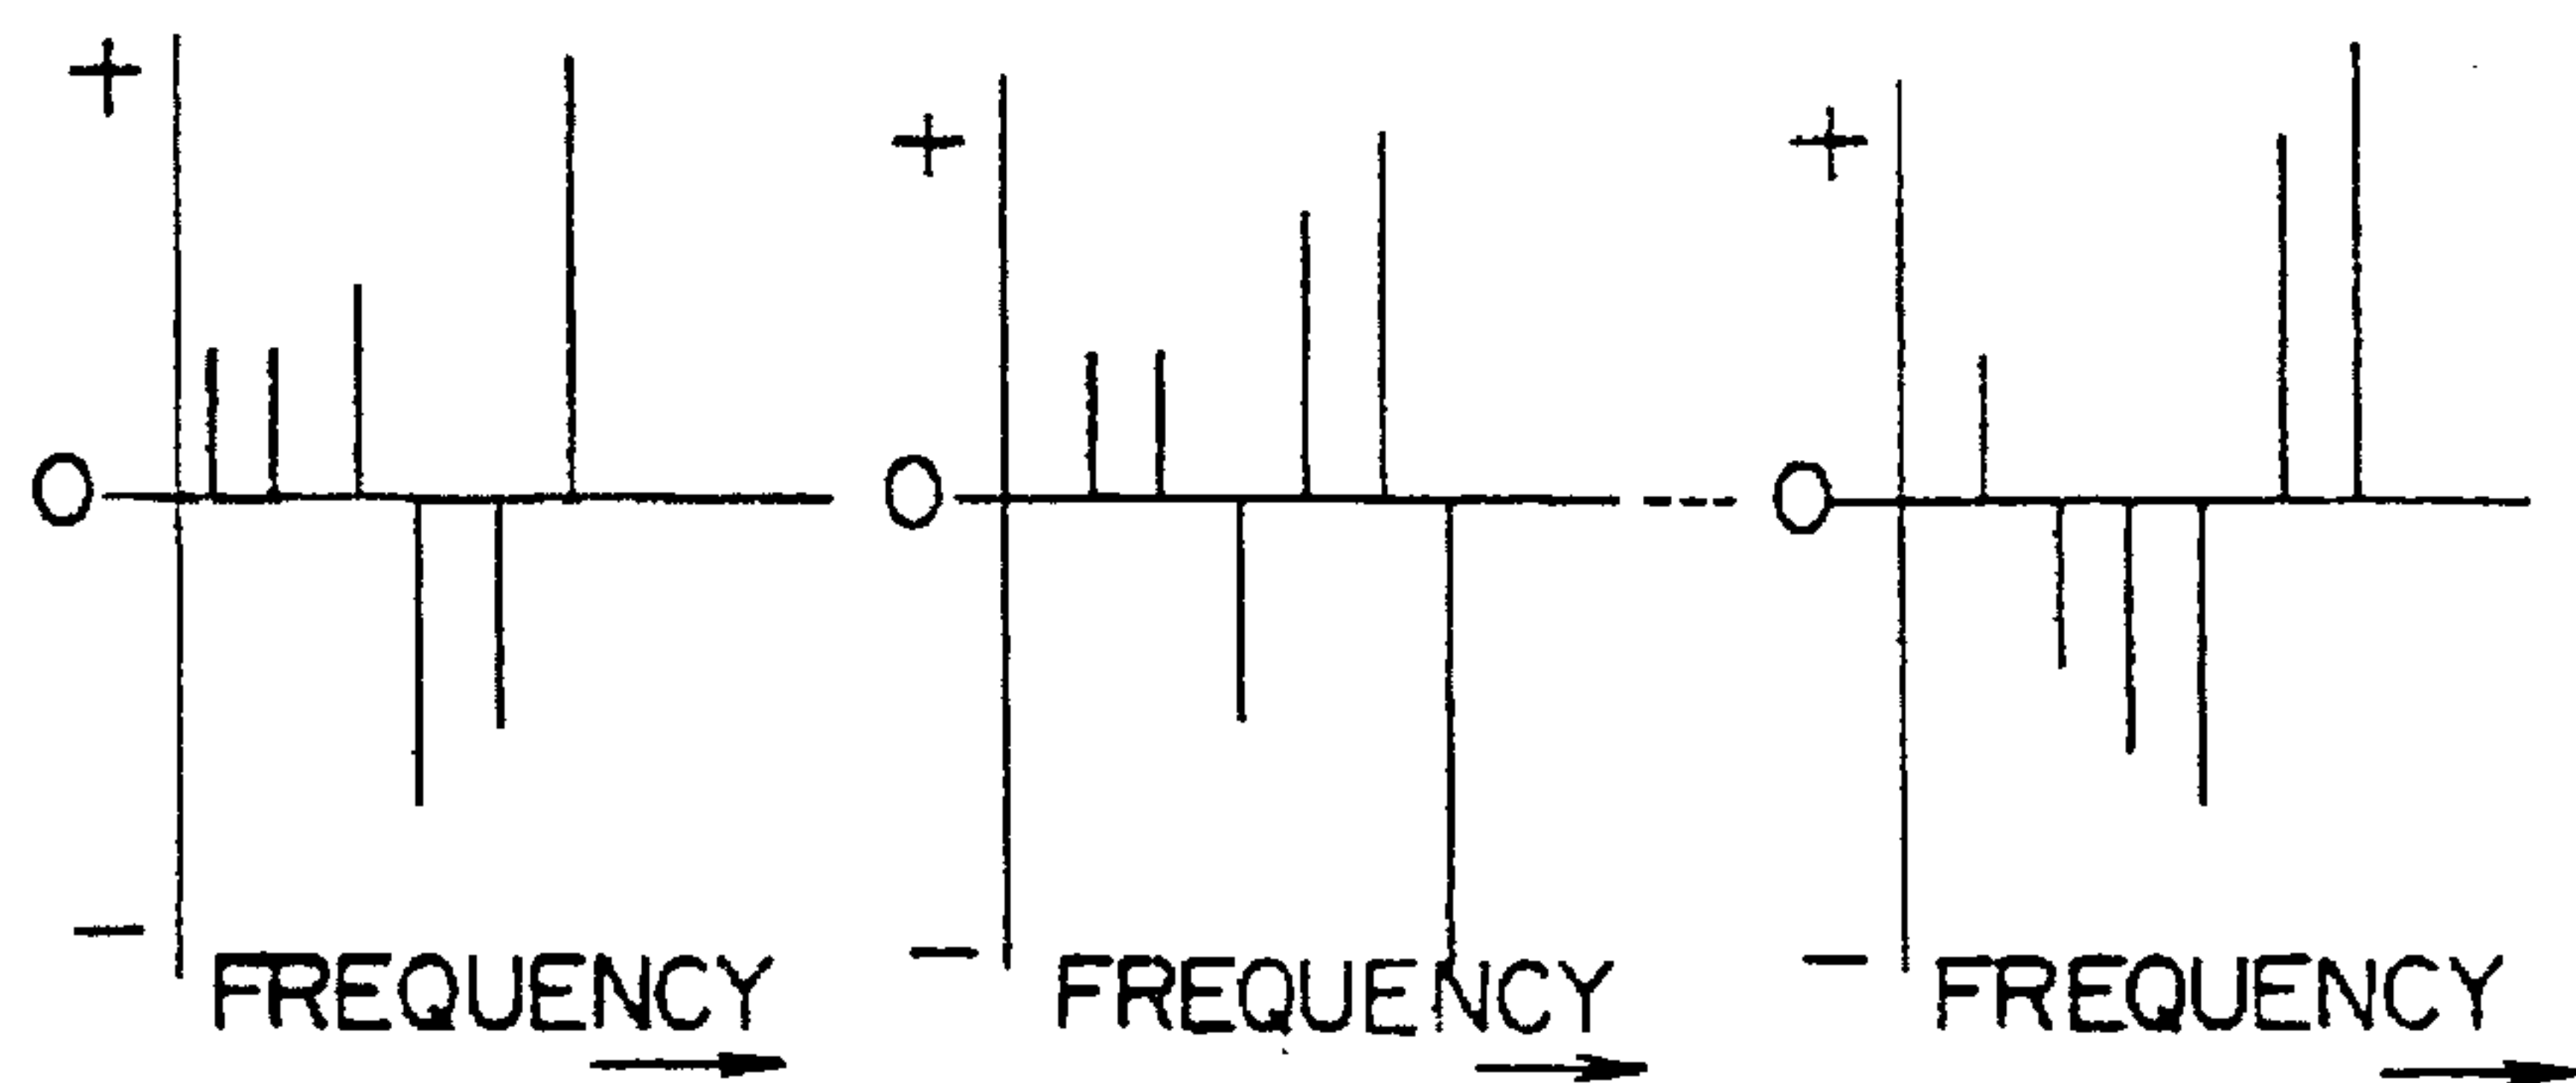 + + +
O O O
− − −
FREQUENCY FREQUENCY FREQUENCY